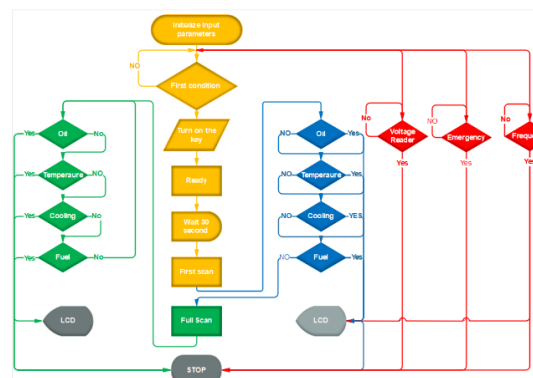 Initialize input
parameters
NO
First condition
Turn on the
key
Ready
Wait 30
second
First scan
Full Scan
STOP
Yes
Oil
No
Yes
Temperaure
NO
Yes
Cooling
No
Yes
Fuel
No
LCD
NO
Oil
Yes
NO
Temperaure
Yes
NO
Cooling
YES
NO
Fuel
Yes
LCD
No
Voltage
Reader
Yes
NO
Emergency
Yes
No
Freque
Yes